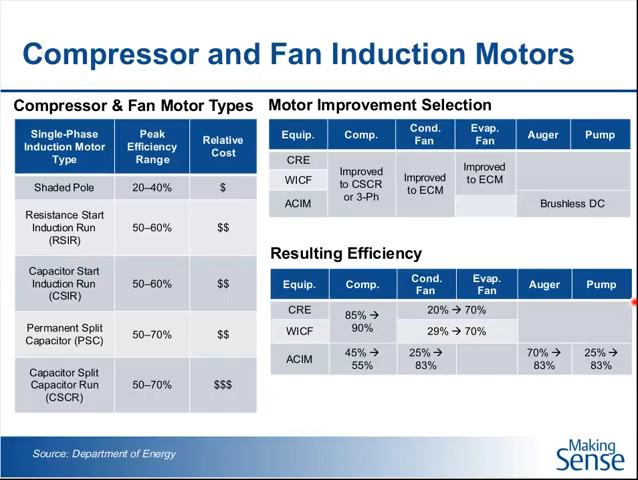 Compressor and Fan Induction Motors
Compressor & Fan Motor Types
Single-Phase
Induction Motor
Type
Peak
Efficiency
Range
Relative
Cost
Shaded Pole
20–40%
$
Resistance Start
Induction Run
(RSIR)
50–60%
$$
Capacitor Start
Induction Run
(CSIR)
50–60%
$$
Permanent Split
Capacitor (PSC)
50–70%
$$
Capacitor Split
Capacitor Run
(CSCR)
50–70%
$$$
Motor Improvement Selection
Equip.
Comp.
Cond.
Fan
Evap.
Fan
Auger
Pump
CRE
WICF
ACIM
Improved
to CSCR
or 3-Ph
Improved
to ECM
Improved
to ECM
Brushless DC
Resulting Efficiency
Equip.
Comp.
Cond.
Fan
Evap.
Fan
Auger
Pump
CRE
85% →
90%
20% → 70%
WICF
29% → 70%
ACIM
45% →
55%
25% →
83%
70% →
83%
25% →
83%
Source: Department of Energy
Making
Sense